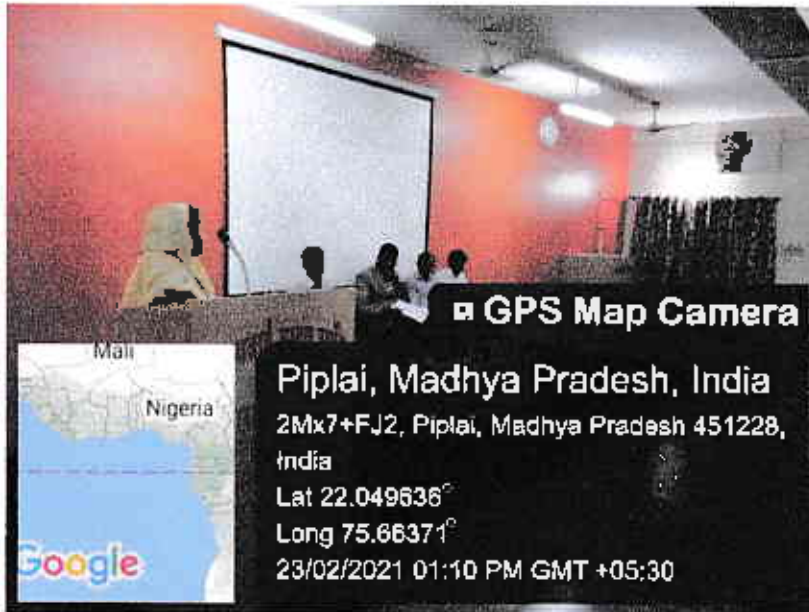 GPS Map Camera
Mali
Nigeria
Google
Piplai, Madhya Pradesh, India
2Mx7+FJ2, Piplai, Madhya Pradesh 451228,
India
Lat 22.049636°
Long 75.66371°
23/02/2021 01:10 PM GMT +05:30